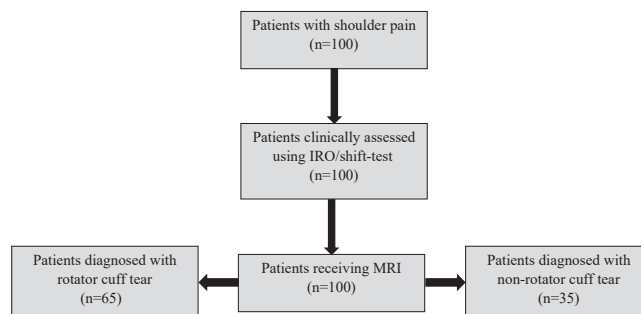 Patients with shoulder pain
(n=100)
Patients clinically assessed
using IRO/shift-test
(n=100)
Patients diagnosed with
rotator cuff tear
(n=65)
Patients receiving MRI
(n=100)
Patients diagnosed with
non-rotator cuff tear
(n=35)